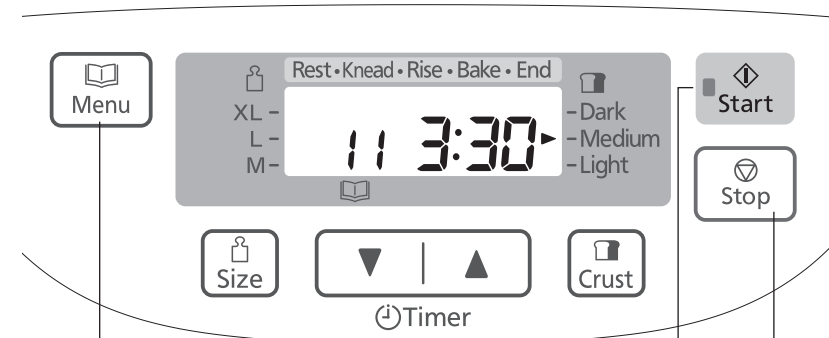 Menu
Rest • Knead • Rise • Bake • End
XL –
L –
M –
11 3:30
– Dark
– Medium
– Light
Start
Stop
Size
Timer
Crust